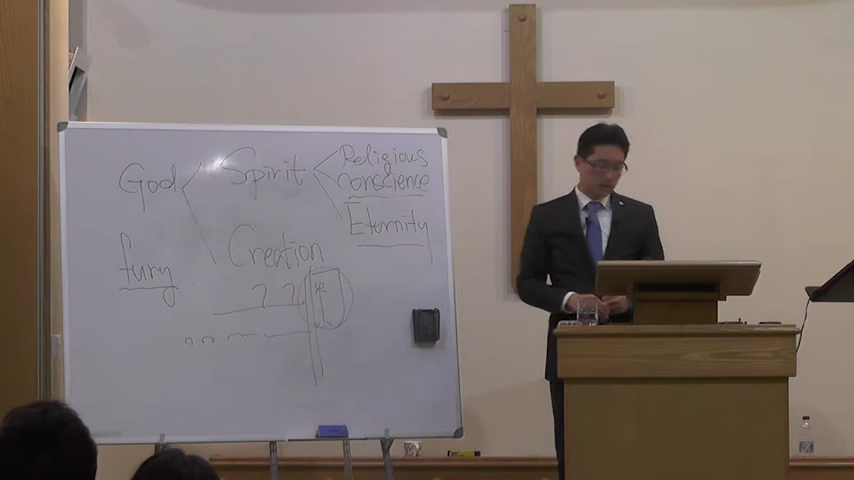 God Spirit Religious
conscience
Eternity
fury Creation
? ?